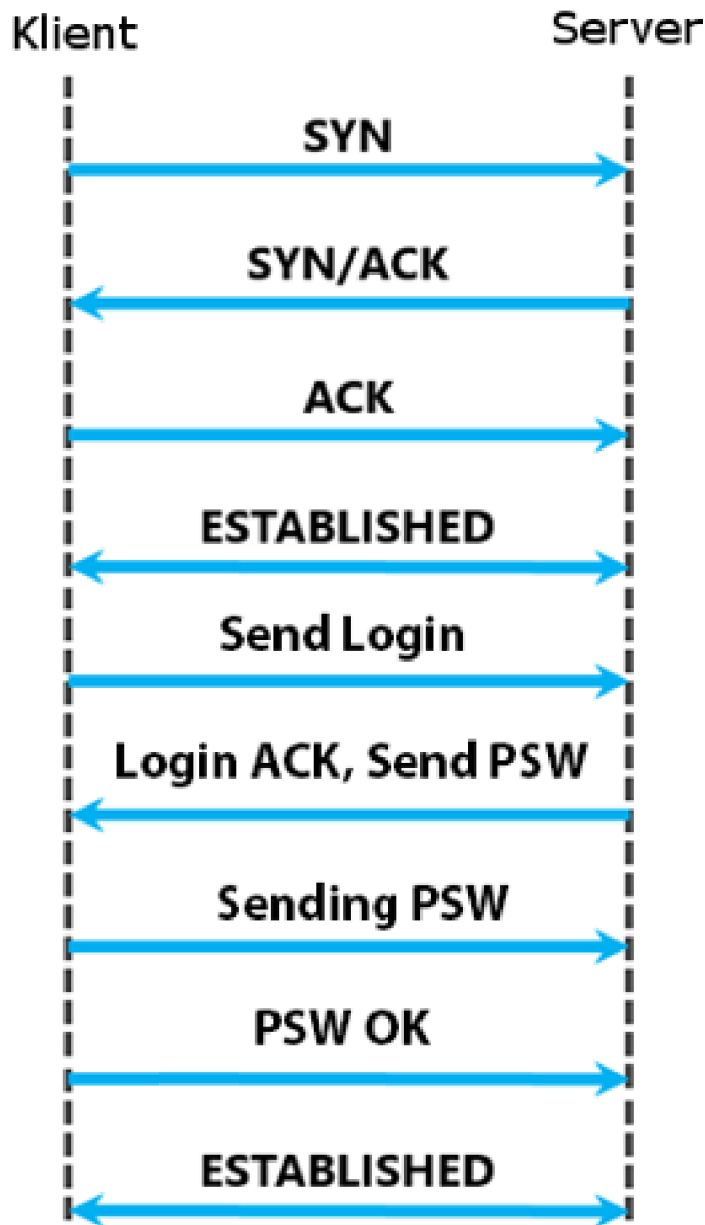 Klient
Server
SYN
SYN/ACK
ACK
ESTABLISHED
Send Login
Login ACK, Send PSW
Sending PSW
PSW OK
ESTABLISHED